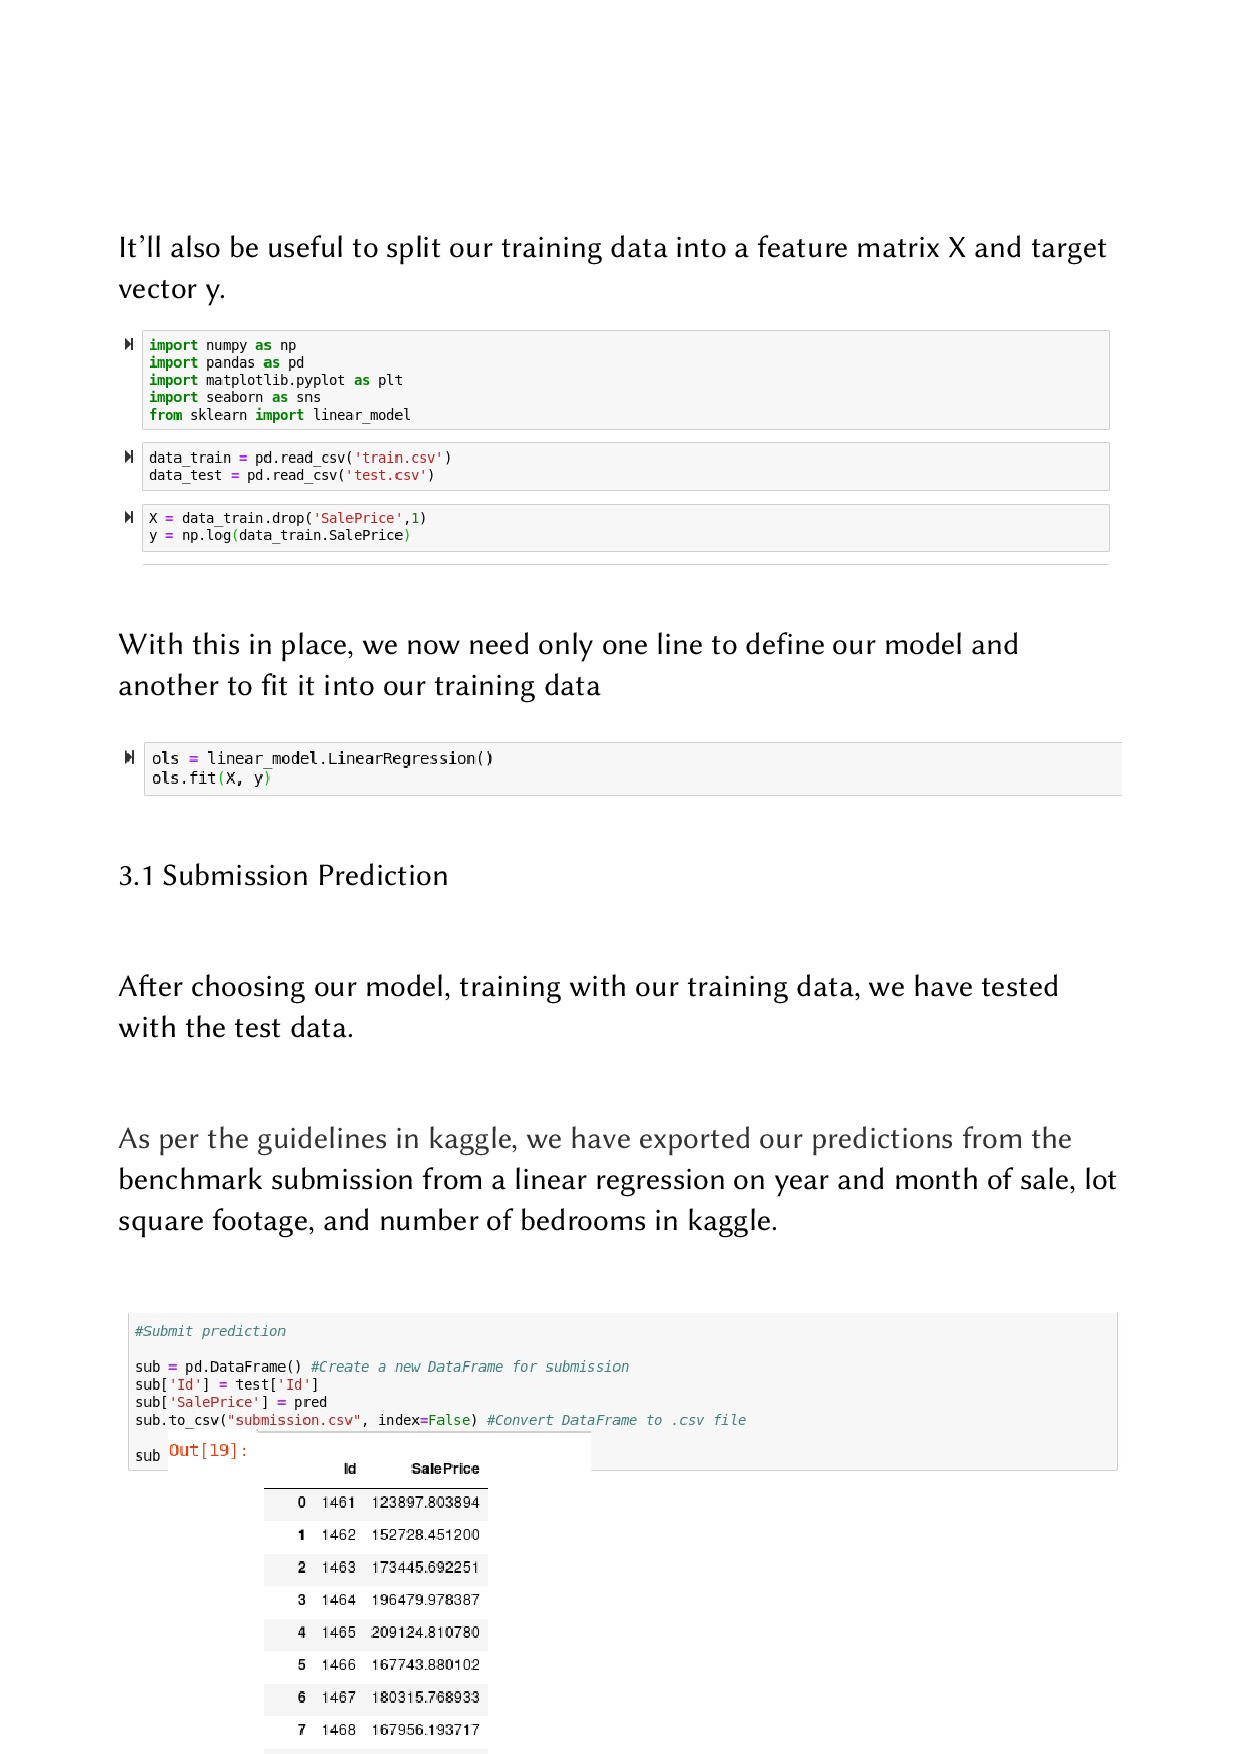 It’ll also be useful to split our training data into a feature matrix X and target
vector y.
import numpy as np
import pandas as pd
import matplotlib.pyplot as plt
import seaborn as sns
from sklearn import linear_model
data_train = pd.read_csv('train.csv')
data_test = pd.read_csv('test.csv')
X = data_train.drop('SalePrice',1)
y = np.log(data_train.SalePrice)
With this in place, we now need only one line to define our model and
another to fit it into our training data
ols = linear_model.LinearRegression()
ols.fit(X, y)
3.1 Submission Prediction
After choosing our model, training with our training data, we have tested
with the test data.
As per the guidelines in kaggle, we have exported our predictions from the
benchmark submission from a linear regression on year and month of sale, lot
square footage, and number of bedrooms in kaggle.
#Submit prediction
sub = pd.DataFrame() #Create a new DataFrame for submission
sub['Id'] = test['Id']
sub['SalePrice'] = pred
sub.to_csv("submission.csv", index=False) #Convert DataFrame to .csv file
sub Out[19]:
Id SalePrice
0 1461 123897.803894
1 1462 152728.451200
2 1463 173445.692251
3 1464 196479.978387
4 1465 209124.810780
5 1466 167743.880102
6 1467 180315.768933
7 1468 167956.193717